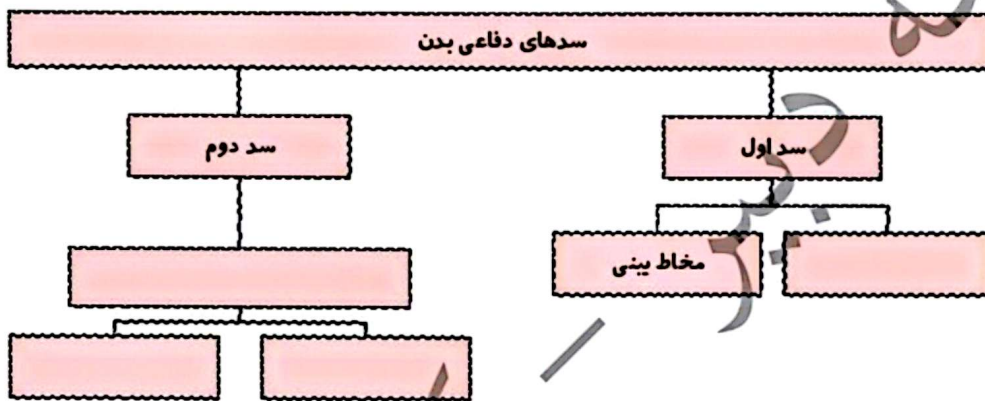 سدهای دفاعی بدن
سد اول
سد دوم
مخاط بینی